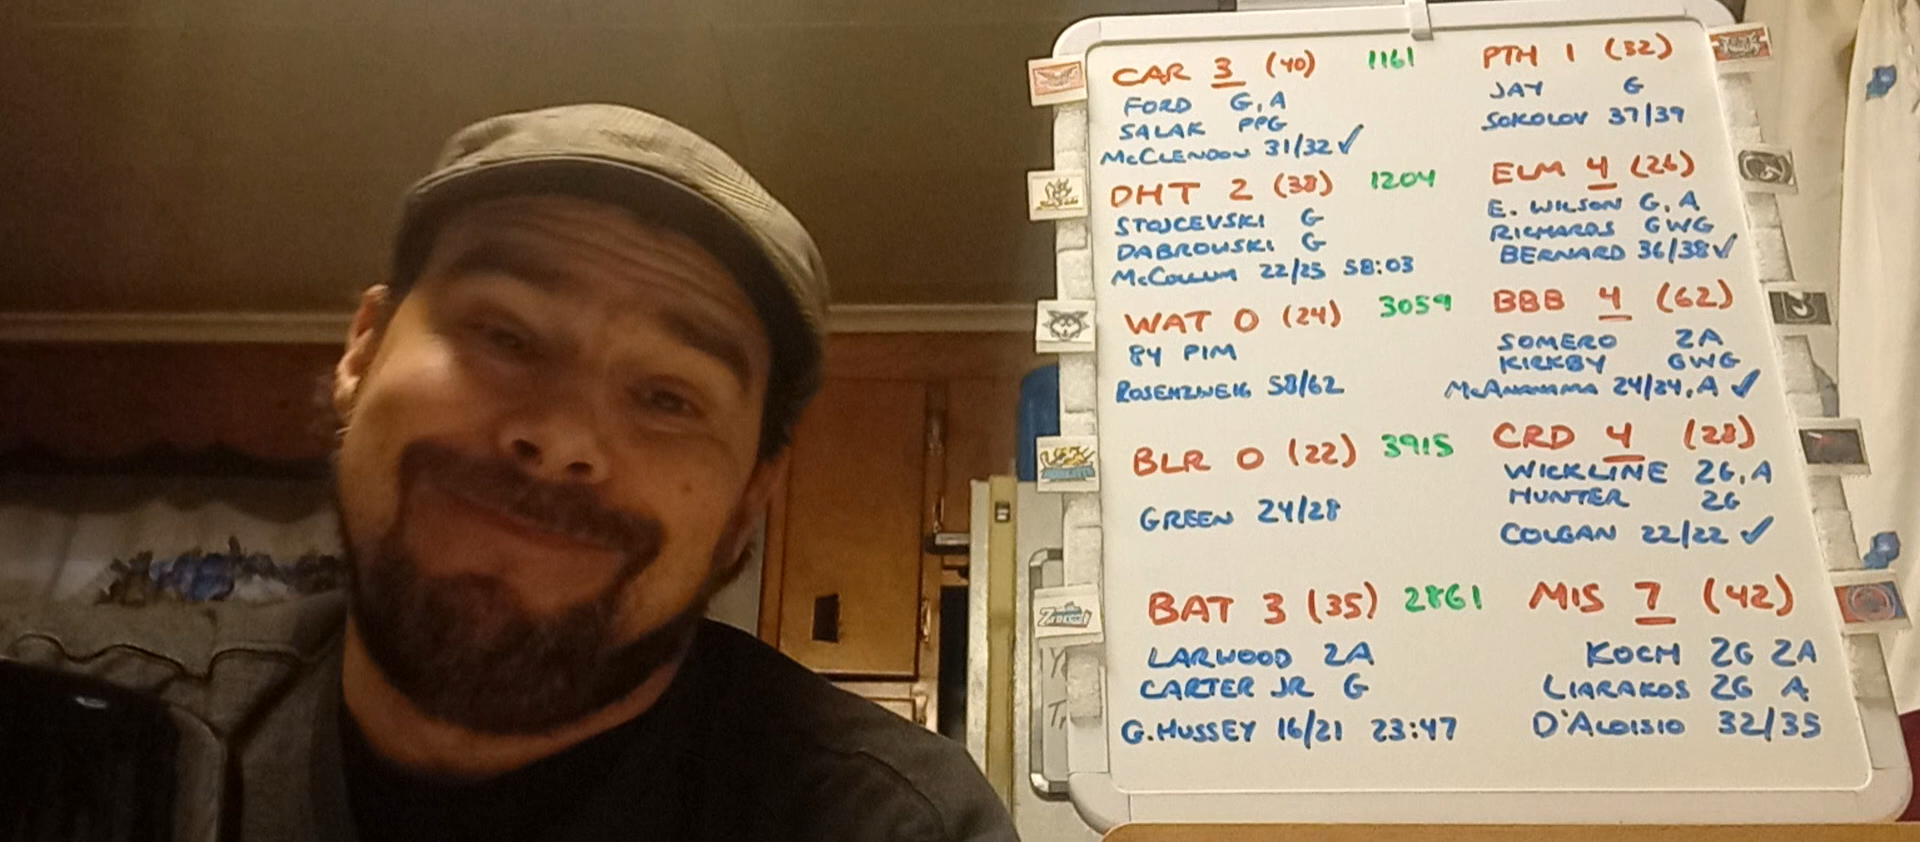 CAR 3 (40) 1161 PTH 1 (32)
FORD G, A
SALAK PPG
McCLENDON 31/32 ✓
JAY G
SOKOLOV 37/39
DHT 2 (38) 1204 ELM 4 (26)
STOJCEVSKI G
DABROWSKI G
McCollum 22/25 58:03
E. WILSON G, A
RICHARDS GWG
BERNARD 36/38 ✓
WAT 0 (24) 3059 BBB 4 (62)
84 PIM
ROSENZWEIG 58/62
SOMERO 2A
KIRKBY GWG
24/24, A ✓
BLR 0 (22) 3915 CRD 4 (28)
GREEN 24/28
WICKLINE 2G, A
HUNTER 2G
COLGAN 22/22 ✓
BAT 3 (35) 2861 MIS 7 (42)
LARWOOD 2A
CARTER JR G
G. HUSSEY 16/21 23:47
KOCH 2G 2A
LIARAKOS 2G A
D'ALOISIO 32/35